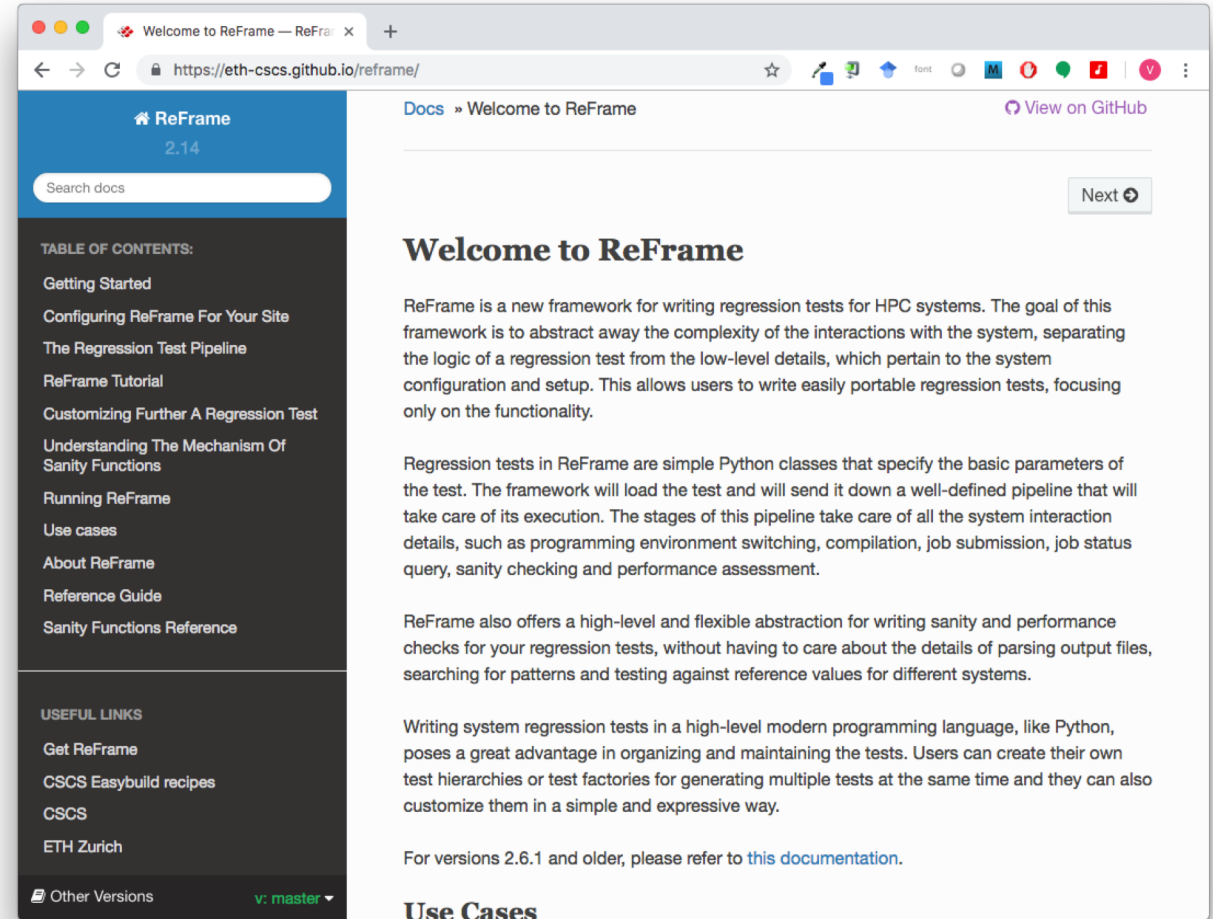 Welcome to ReFrame — ReFra
https://eth-cscs.github.io/reframe/
font
M
V
ReFrame
2.14
Search docs
TABLE OF CONTENTS:
Getting Started
Configuring ReFrame For Your Site
The Regression Test Pipeline
ReFrame Tutorial
Customizing Further A Regression Test
Understanding The Mechanism Of
Sanity Functions
Running ReFrame
Use cases
About ReFrame
Reference Guide
Sanity Functions Reference
USEFUL LINKS
Get ReFrame
CSCS Easybuild recipes
CSCS
ETH Zurich
Other Versions
v: master
Docs » Welcome to ReFrame
View on GitHub
Next
Welcome to ReFrame
ReFrame is a new framework for writing regression tests for HPC systems. The goal of this
framework is to abstract away the complexity of the interactions with the system, separating
the logic of a regression test from the low-level details, which pertain to the system
configuration and setup. This allows users to write easily portable regression tests, focusing
only on the functionality.
Regression tests in ReFrame are simple Python classes that specify the basic parameters of
the test. The framework will load the test and will send it down a well-defined pipeline that will
take care of its execution. The stages of this pipeline take care of all the system interaction
details, such as programming environment switching, compilation, job submission, job status
query, sanity checking and performance assessment.
ReFrame also offers a high-level and flexible abstraction for writing sanity and performance
checks for your regression tests, without having to care about the details of parsing output files,
searching for patterns and testing against reference values for different systems.
Writing system regression tests in a high-level modern programming language, like Python,
poses a great advantage in organizing and maintaining the tests. Users can create their own
test hierarchies or test factories for generating multiple tests at the same time and they can also
customize them in a simple and expressive way.
For versions 2.6.1 and older, please refer to this documentation.
Use Cases